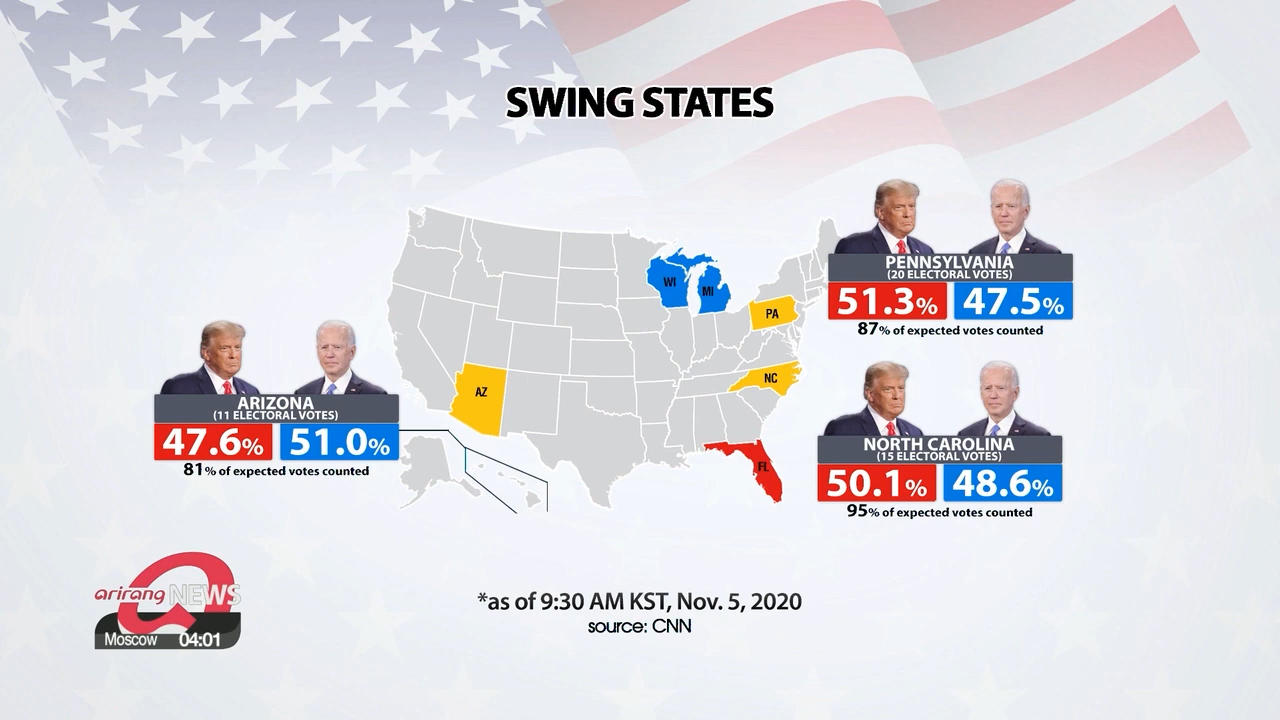 SWING STATES
PENNSYLVANIA
(20 ELECTORAL VOTES)
51.3% 47.5%
87% of expected votes counted
WI
MI
PA
NC
AZ
FL
ARIZONA
(11 ELECTORAL VOTES)
47.6% 51.0%
81% of expected votes counted
NORTH CAROLINA
(15 ELECTORAL VOTES)
50.1% 48.6%
95% of expected votes counted
arirang NEWS
Moscow 04:01
*as of 9:30 AM KST, Nov. 5, 2020
source: CNN